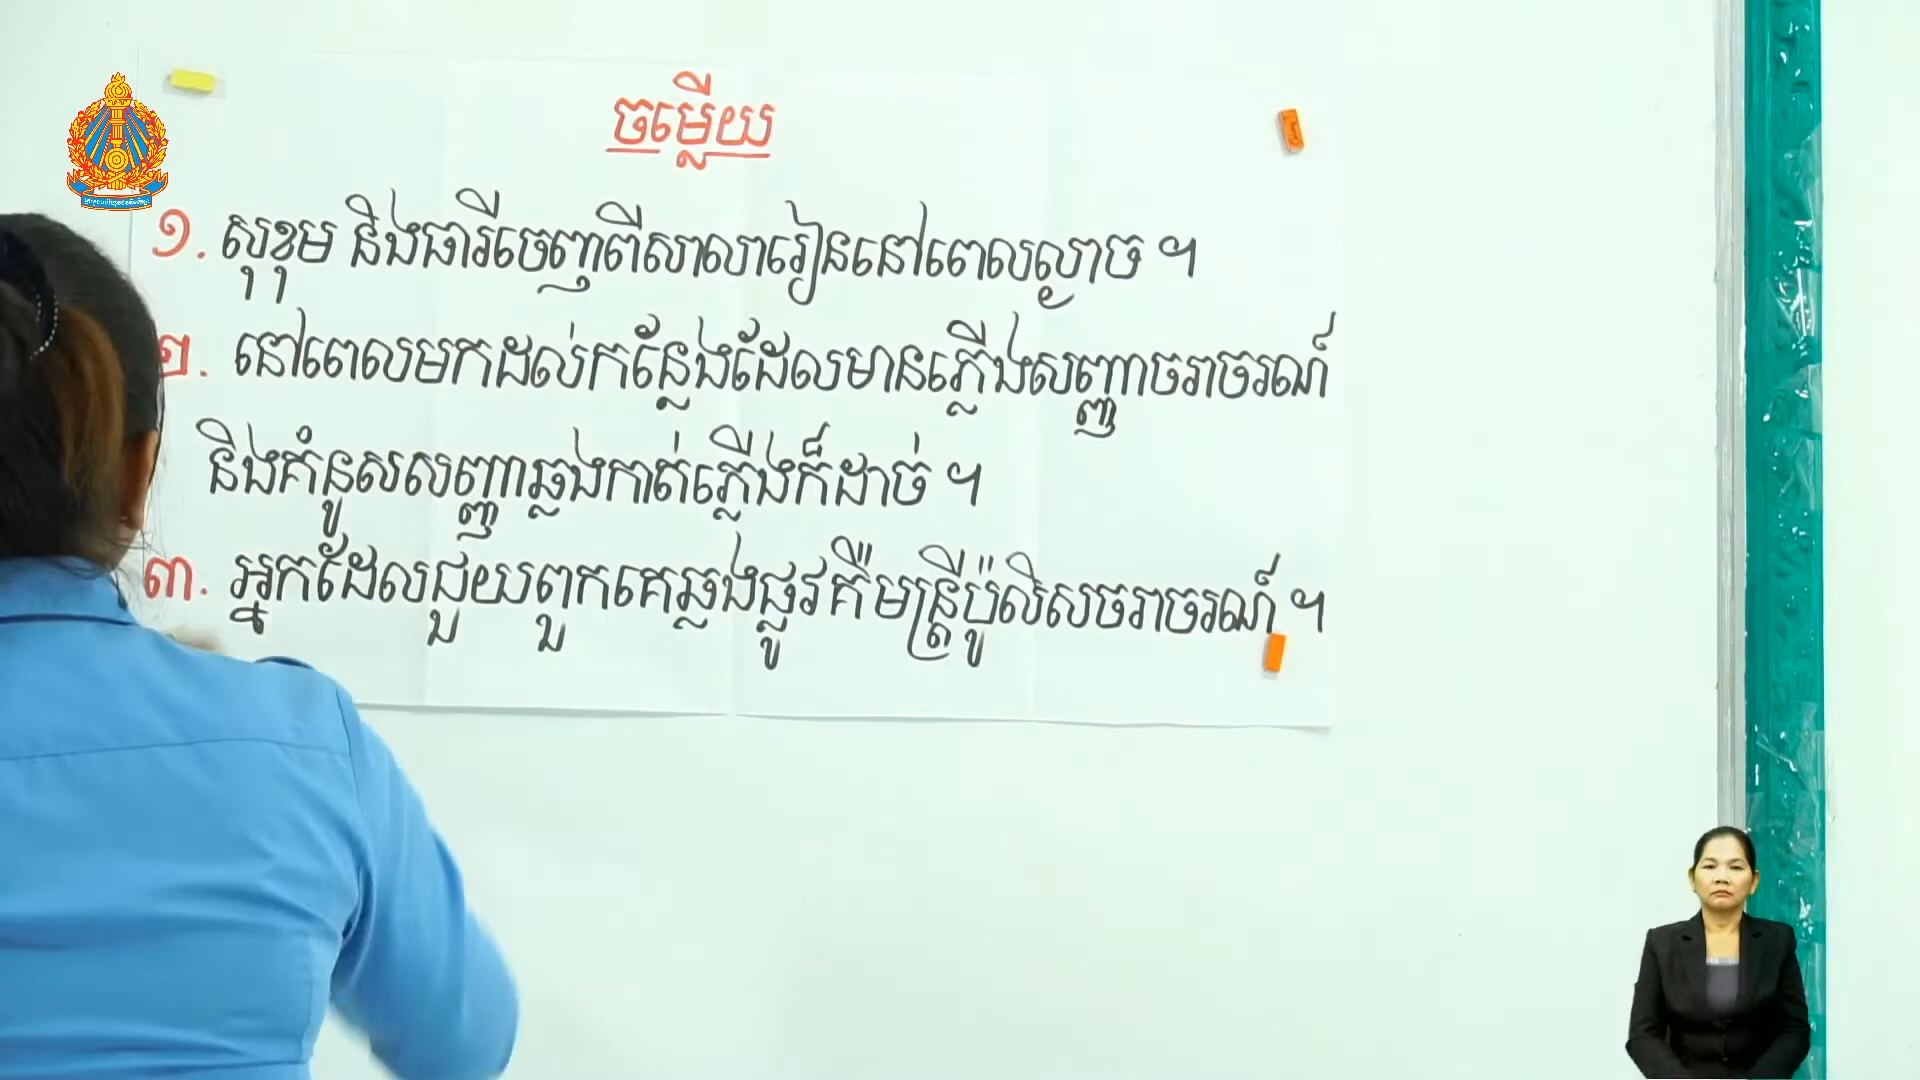 ចម្លើយ
១. សុខុម និងធារីចេញពីសាលារៀននៅពេលល្ងាច ។
២. នៅពេលមកដល់កន្លែងដែលមានភ្លើងសញ្ញាចរាចរណ៍
និងគំនូសសញ្ញាឆ្លងកាត់ភ្លើងក៏ដាច់ ។
៣. អ្នកដែលជួយពួកគេឆ្លងផ្លូវគឺមន្ត្រីប៉ូលិសចរាចរណ៍ ។